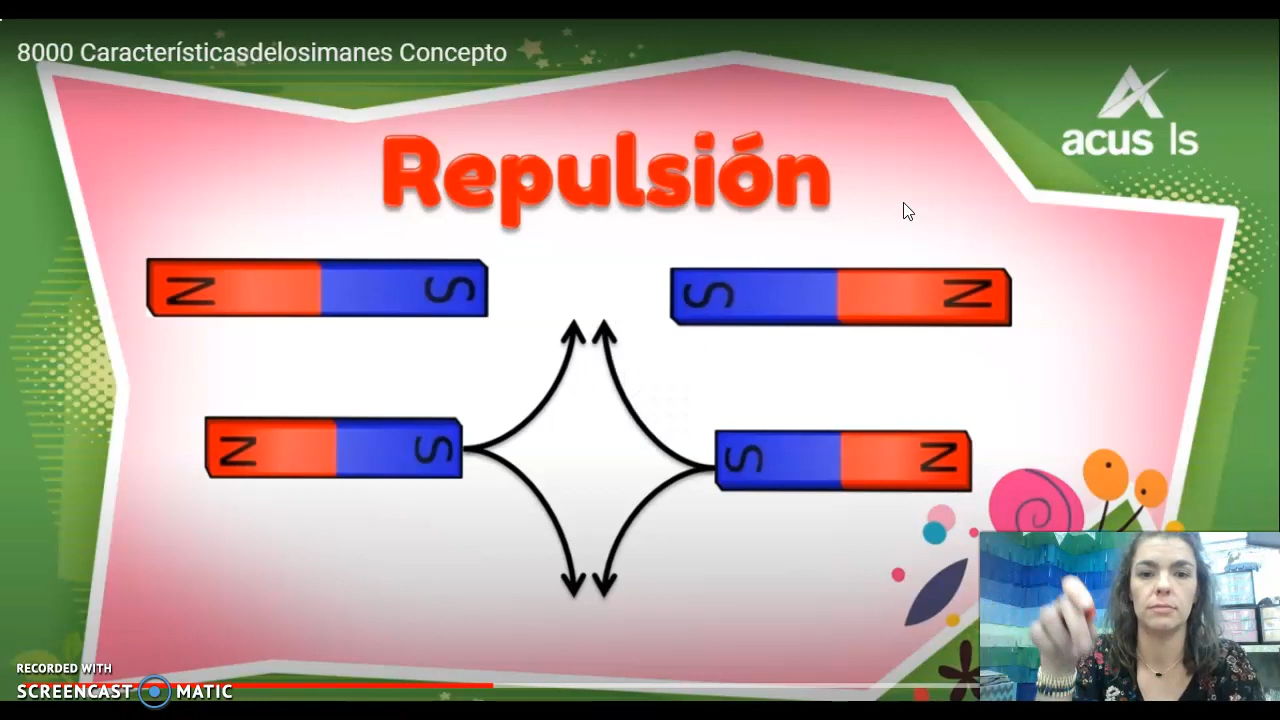 8000 Característicasdelosimanes Concepto
acus ls
Repulsión
N S S N
N S S N
RECORDED WITH
SCREENCAST MATIC